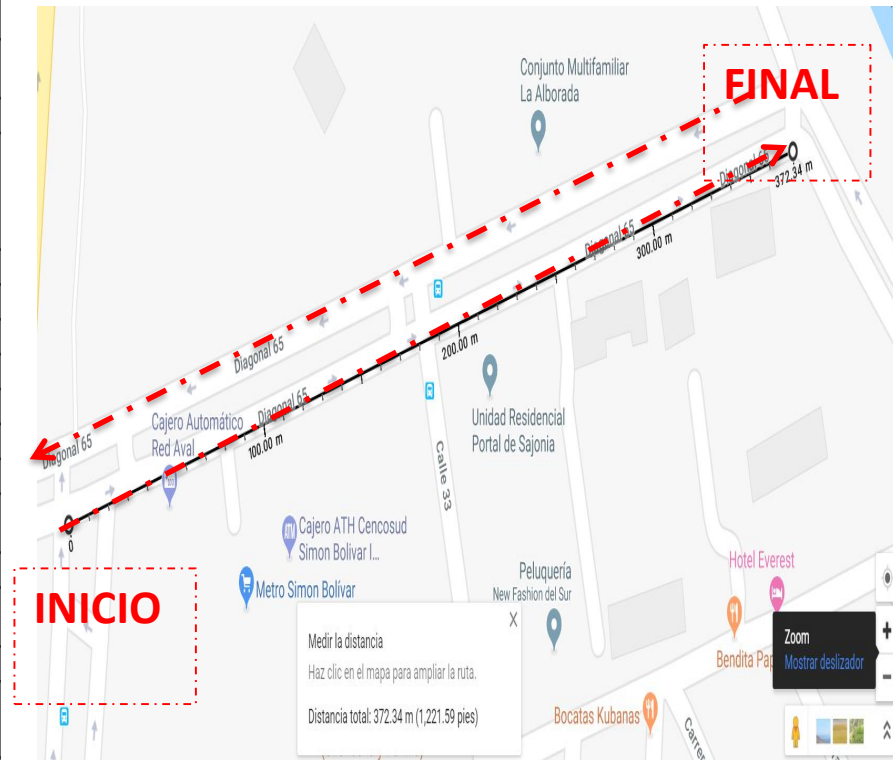 Conjunto Multifamiliar
La Alborada
FINAL
Diagonal 65
372.34 m
Diagonal 65
300.00 m
Diagonal 65
200.00 m
Diagonal 65
Cajero Automático
Red Aval
100.00 m
Unidad Residencial
Portal de Sajonia
Diagonal 65
Calle 33
0
Cajero ATH Cencosud
Simon Bolivar I...
Metro Simon Bolívar
INICIO
Peluquería
New Fashion del Sur
Hotel Everest
Medir la distancia
X
Haz clic en el mapa para ampliar la ruta.
Distancia total: 372.34 m (1,221.59 pies)
Zoom
Mostrar deslizador
+
-
Bendita Pap
Bocatas Kubanas
Carre